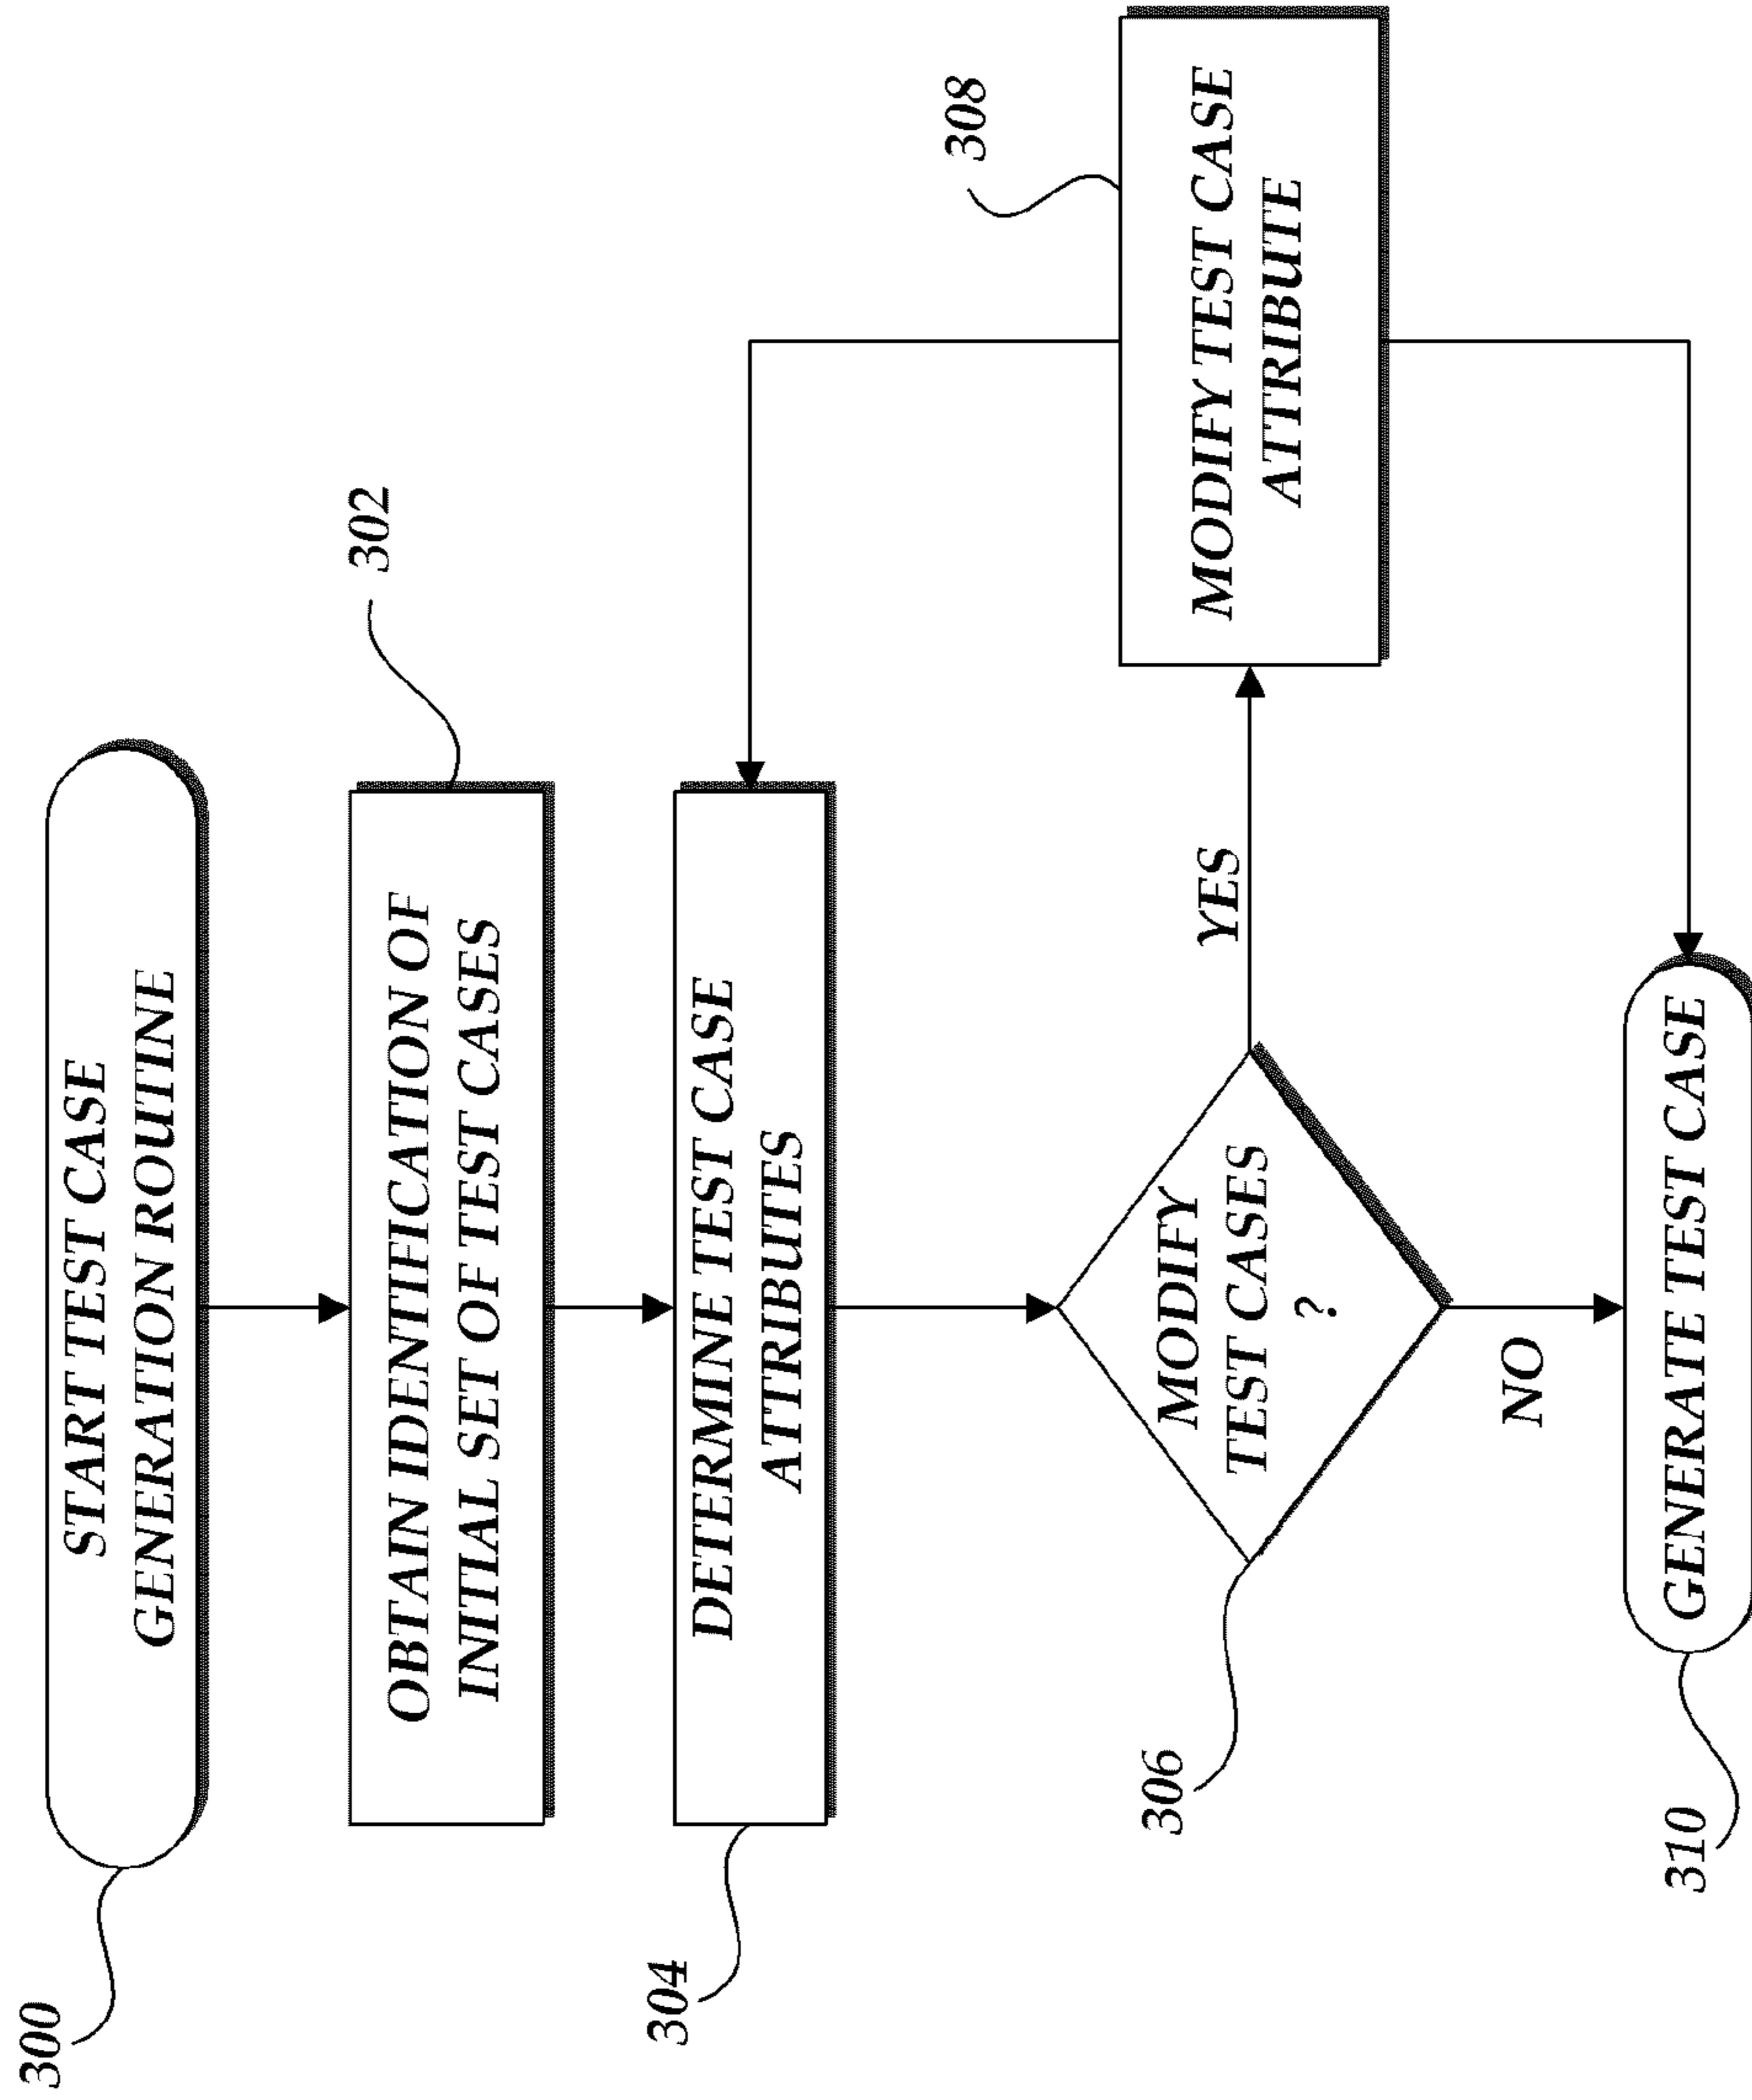 300
START TEST CASE
GENERATION ROUTINE
302
OBTAIN IDENTIFICATION OF
INITIAL SET OF TEST CASES
304
DETERMINE TEST CASE
ATTRIBUTES
306
MODIFY
TEST CASES
?
YES
308
MODIFY TEST CASE
ATTRIBUTE
NO
310
GENERATE TEST CASE